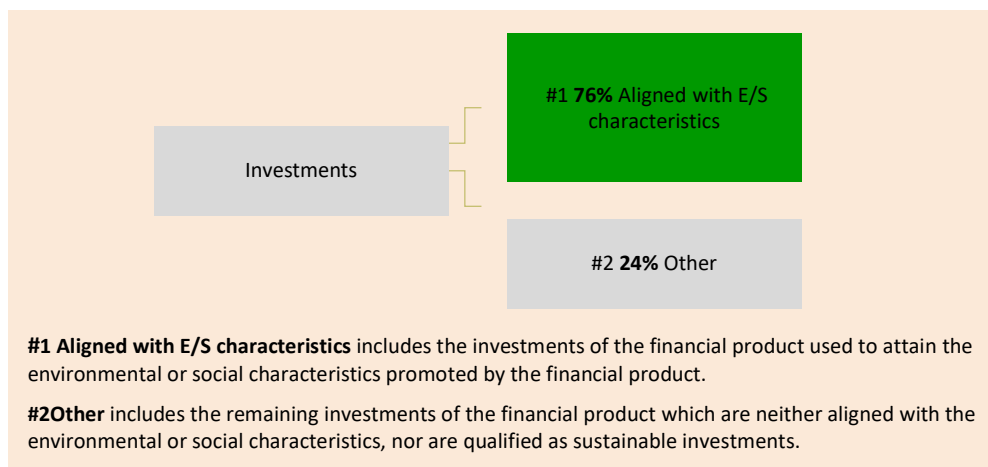 #1 76% Aligned with E/S
characteristics
Investments
#2 24% Other
#1 Aligned with E/S characteristics includes the investments of the financial product used to attain the
environmental or social characteristics promoted by the financial product.
#2Other includes the remaining investments of the financial product which are neither aligned with the
environmental or social characteristics, nor are qualified as sustainable investments.